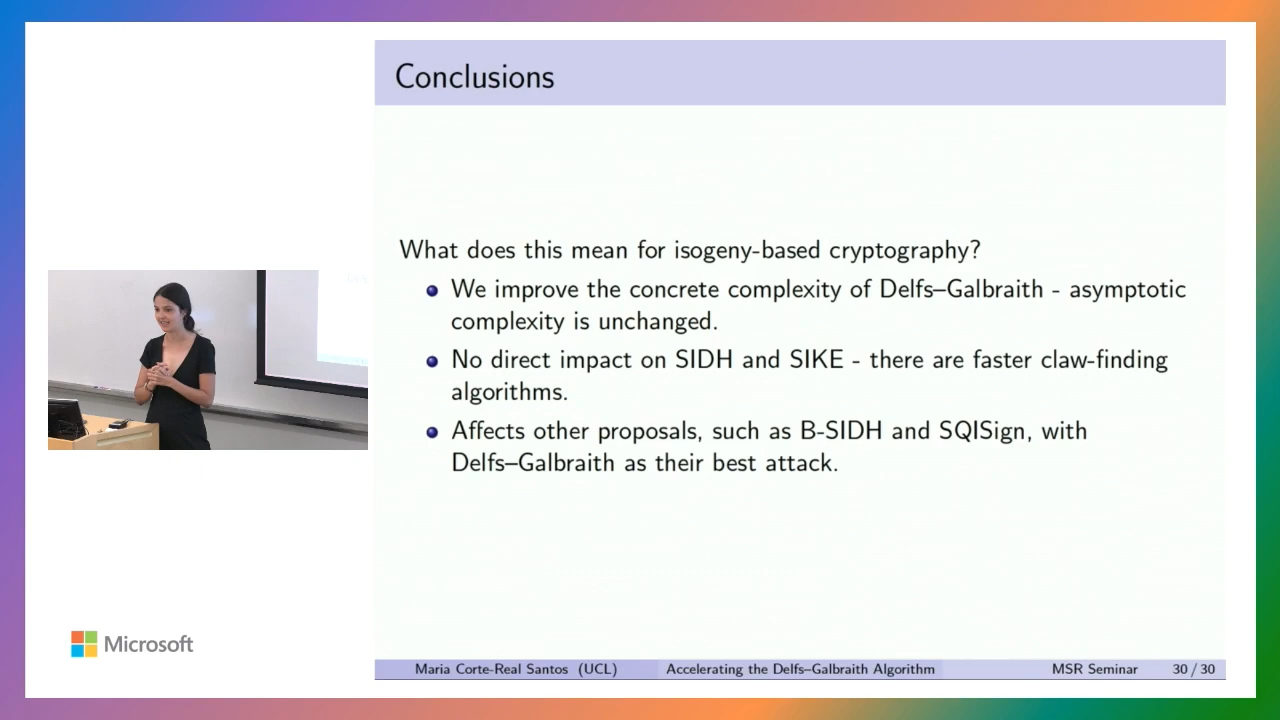 Conclusions
What does this mean for isogeny-based cryptography?
We improve the concrete complexity of Delfs–Galbraith - asymptotic
complexity is unchanged.
No direct impact on SIDH and SIKE - there are faster claw-finding
algorithms.
Affects other proposals, such as B-SIDH and SQISign, with
Delfs–Galbraith as their best attack.
Microsoft
Maria Corte-Real Santos (UCL) Accelerating the Delfs–Galbraith Algorithm MSR Seminar 30 / 30